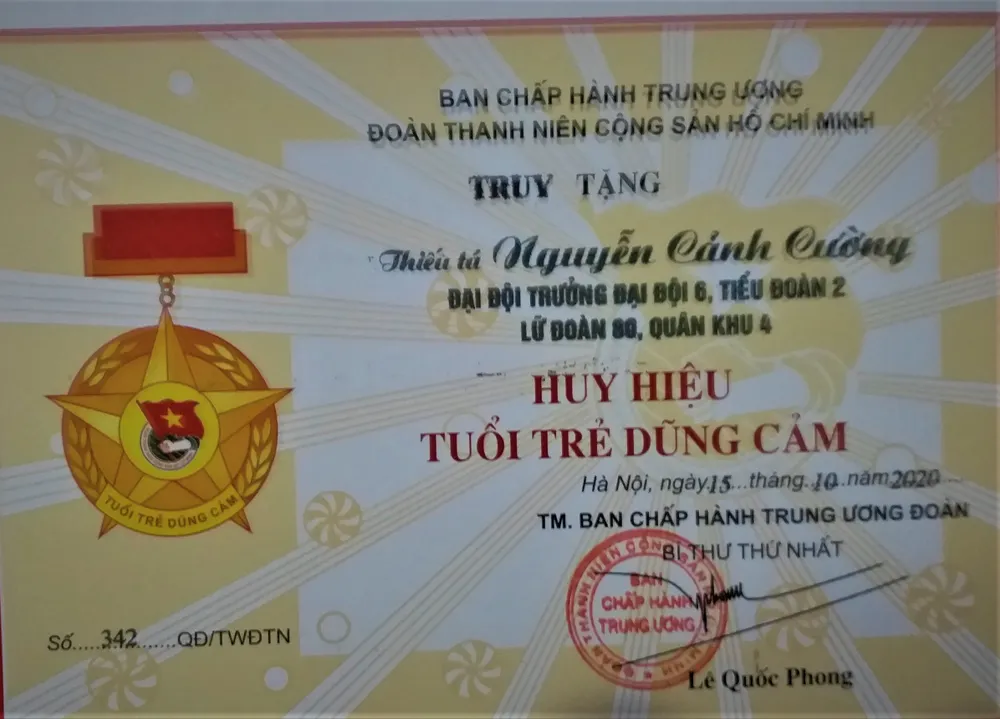 BAN CHẤP HÀNH TRUNG ƯƠNG
ĐOÀN THANH NIÊN CỘNG SẢN HỒ CHÍ MINH
TRUY TẶNG
Thiếu tá Nguyễn Cảnh Cường
ĐẠI ĐỘI TRƯỞNG ĐẠI ĐỘI 6, TIỂU ĐOÀN 2
LỮ ĐOÀN 80, QUÂN KHU 4
HUY HIỆU
TUỔI TRẺ DŨNG CẢM
TUỔI TRẺ DŨNG CẢM
Hà Nội, ngày 15...tháng..10..năm 2020...
TM. BAN CHẤP HÀNH TRUNG ƯƠNG ĐOÀN
BÍ THƯ THỨ NHẤT
BAN
CHẤP HÀNH
TRUNG ƯƠNG
Số.....342.......QĐ/TWĐTN
Lê Quốc Phong